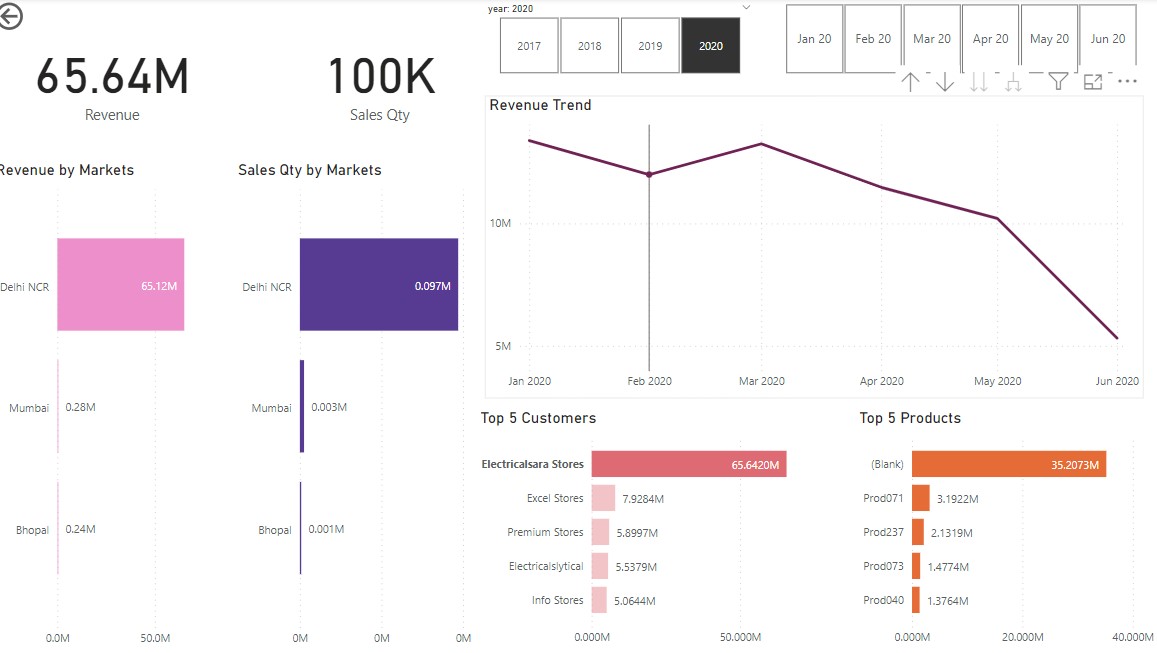 year: 2020
2017 2018 2019 2020
Jan 20 Feb 20 Mar 20 Apr 20 May 20 Jun 20
65.64M
Revenue
100K
Sales Qty
Revenue by Markets
Delhi NCR 65.12M
Mumbai 0.28M
Bhopal 0.24M
0.0M 50.0M
Sales Qty by Markets
Delhi NCR 0.097M
Mumbai 0.003M
Bhopal 0.001M
0M 0M 0M
Revenue Trend
10M
5M
Jan 2020 Feb 2020 Mar 2020 Apr 2020 May 2020 Jun 2020
Top 5 Customers
Electricalsara Stores 65.6420M
Excel Stores 7.9284M
Premium Stores 5.8997M
Electricalslytical 5.5379M
Info Stores 5.0644M
0.000M 50.000M
Top 5 Products
(Blank) 35.2073M
Prod071 3.1922M
Prod237 2.1319M
Prod073 1.4774M
Prod040 1.3764M
0.000M 20.000M 40.000M